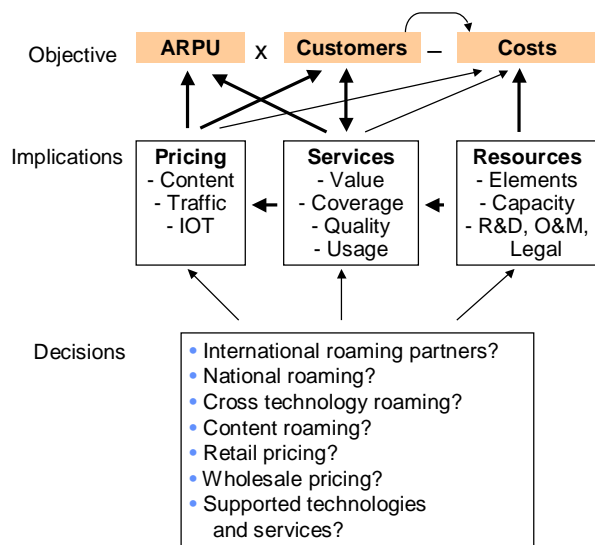 Objective ARPU x Customers – Costs
Implications
Pricing
- Content
- Traffic
- IOT
Services
- Value
- Coverage
- Quality
- Usage
Resources
- Elements
- Capacity
- R&D, O&M,
Legal
Decisions
• International roaming partners?
• National roaming?
• Cross technology roaming?
• Content roaming?
• Retail pricing?
• Wholesale pricing?
• Supported technologies
and services?